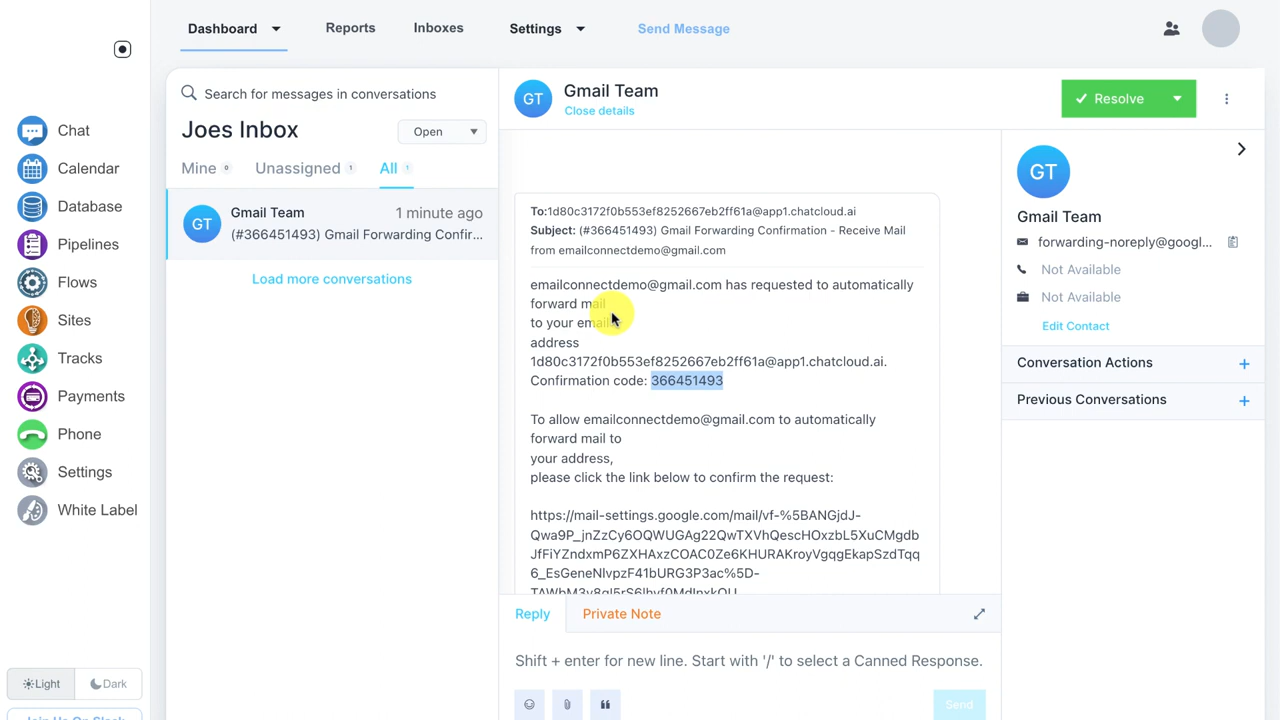 Dashboard Reports Inboxes Settings Send Message
Chat
Calendar
Database
Pipelines
Flows
Sites
Tracks
Payments
Phone
Settings
White Label
Light Dark
Join Us On Slack
Search for messages in conversations
Joes Inbox Open
Mine 0 Unassigned 1 All 1
GT
Gmail Team 1 minute ago
(#366451493) Gmail Forwarding Confir...
Load more conversations
GT
Gmail Team
Close details
Resolve
To:1d80c3172f0b553ef8252667eb2ff61a@app1.chatcloud.ai
Subject: (#366451493) Gmail Forwarding Confirmation - Receive Mail
from emailconnectdemo@gmail.com
emailconnectdemo@gmail.com has requested to automatically
forward mail
to your email
address
1d80c3172f0b553ef8252667eb2ff61a@app1.chatcloud.ai.
Confirmation code: 366451493
To allow emailconnectdemo@gmail.com to automatically
forward mail to
your address,
please click the link below to confirm the request:
https://mail-settings.google.com/mail/vf-%5BANGjdJ-
Qwa9P_jnZzCy6OQWUGAg22QwTXVhQescHOxzbL5XuCMgdb
JfFiYZndxmP6ZXHAxzCOAC0Ze6KHURAKroyVgqgEkapSzdTqq
6_EsGeneNIvpzF41bURG3P3ac%5D-
Reply Private Note
Shift + enter for new line. Start with '/' to select a Canned Response.
Send
GT
Gmail Team
forwarding-noreply@googl...
Not Available
Not Available
Edit Contact
Conversation Actions +
Previous Conversations +